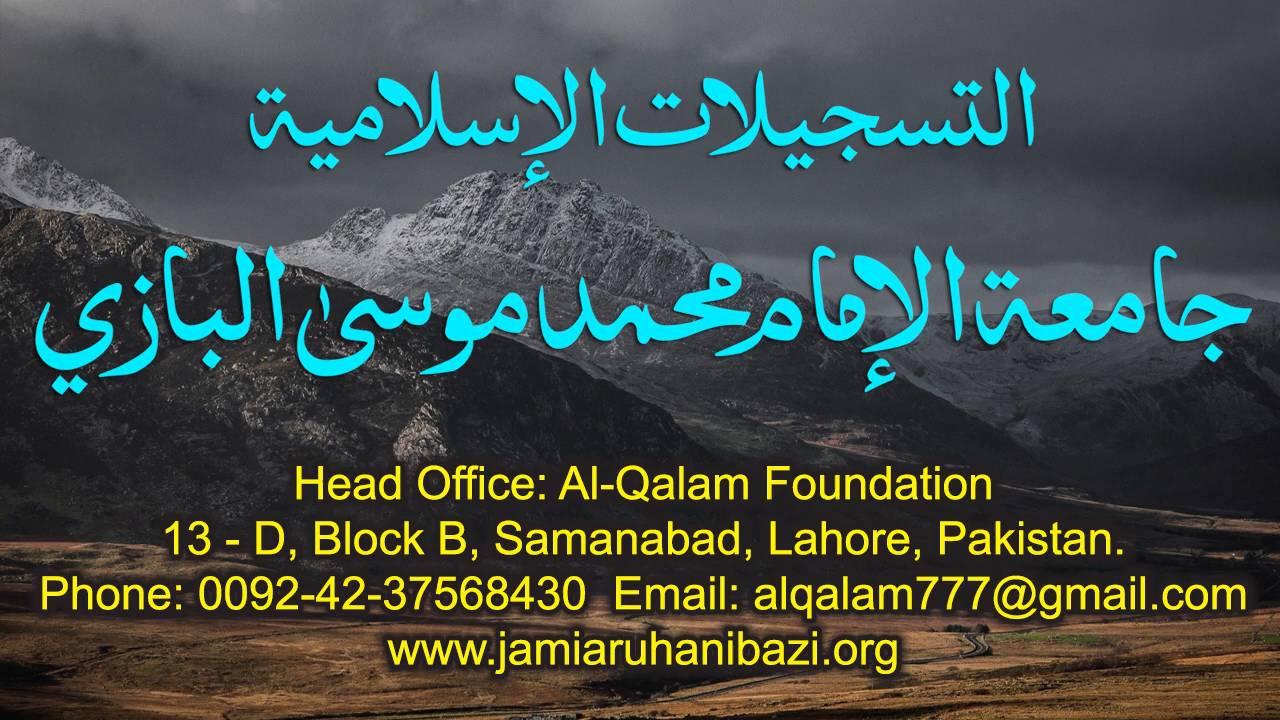 التسجيلات الإسلامية
جامعة الإمام محمد موسىٰ البازي
Head Office: Al-Qalam Foundation
13 - D, Block B, Samanabad, Lahore, Pakistan.
Phone: 0092-42-37568430 Email: alqalam777@gmail.com
www.jamiaruhanibazi.org